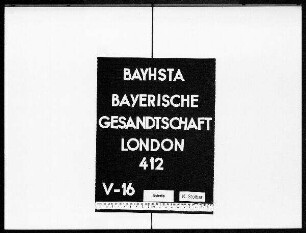 BAYHSTA
BAYERISCHE
GESANDTSCHAFT
LONDON
412
V-16